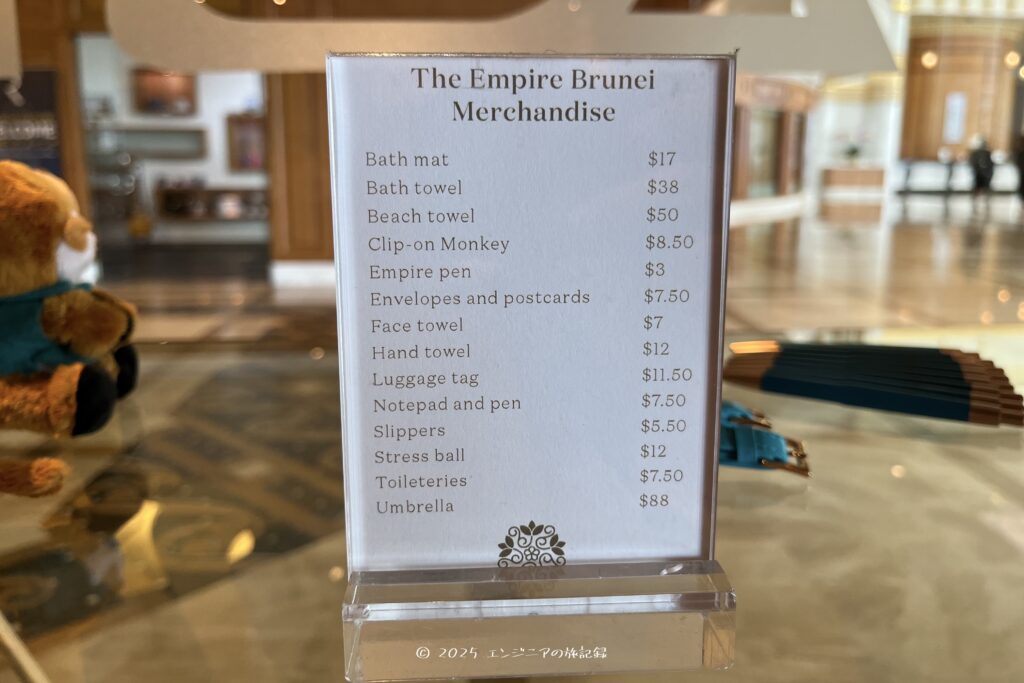 The Empire Brunei
Merchandise
Bath mat $17
Bath towel $38
Beach towel $50
Clip-on Monkey $8.50
Empire pen $3
Envelopes and postcards $7.50
Face towel $7
Hand towel $12
Luggage tag $11.50
Notepad and pen $7.50
Slippers $5.50
Stress ball $12
Toileteries $7.50
Umbrella $88
© 2025 エンジニアの旅記録